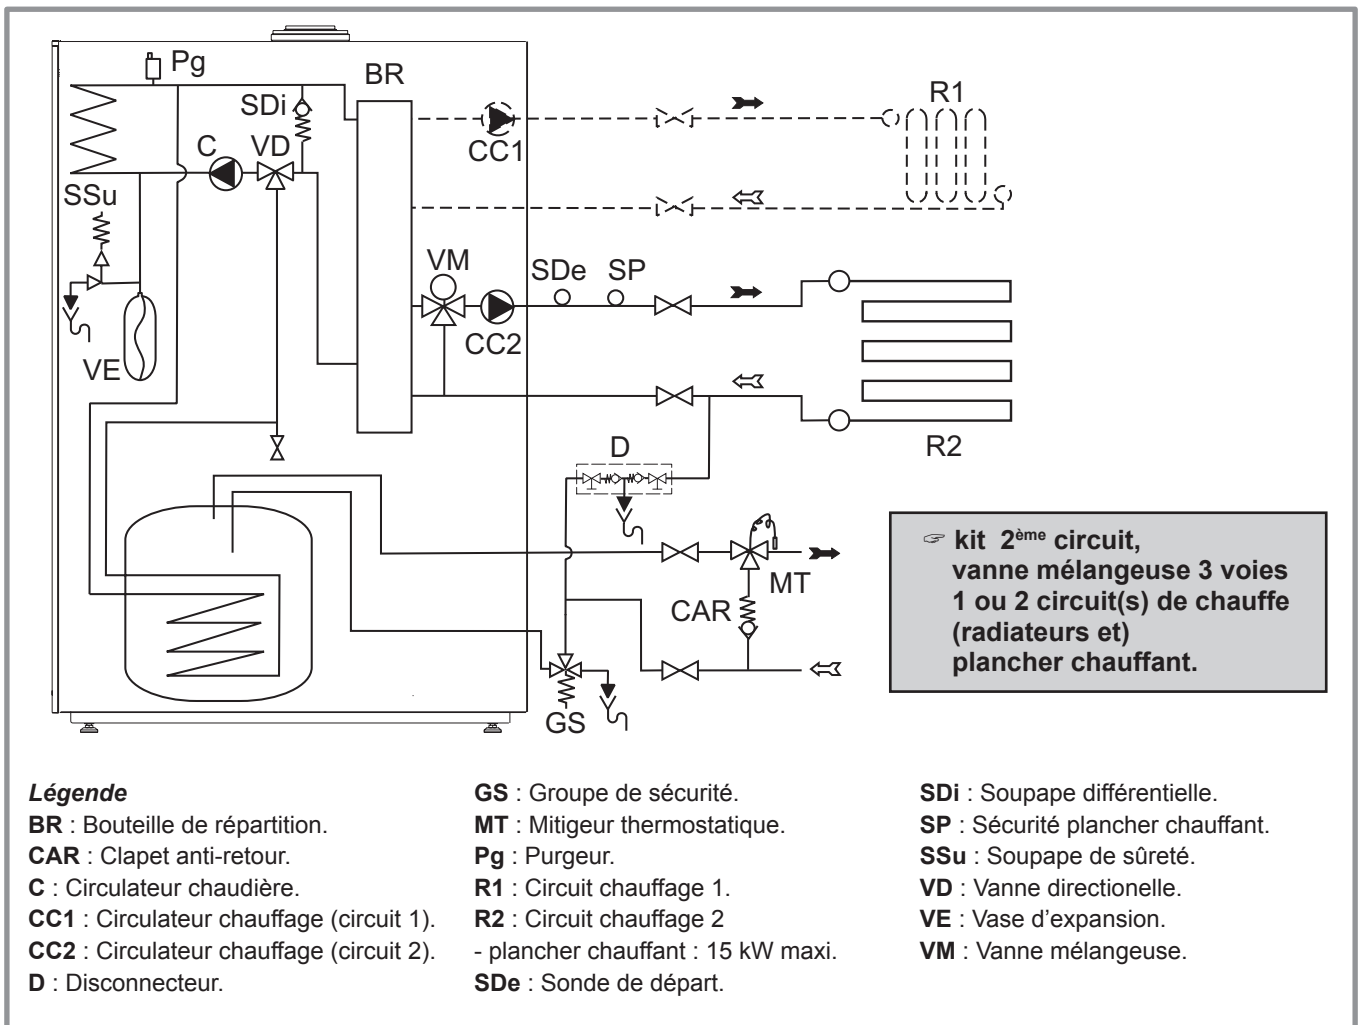 Pg
BR
SDi
C
VD
SSu
VE
CC1
R1
VM
SDe
SP
CC2
R2
D
MT
CAR
GS
☞ kit 2ème circuit,
vanne mélangeuse 3 voies
1 ou 2 circuit(s) de chauffe
(radiateurs et)
plancher chauffant.
Légende
BR : Bouteille de répartition.
CAR : Clapet anti-retour.
C : Circulateur chaudière.
CC1 : Circulateur chauffage (circuit 1).
CC2 : Circulateur chauffage (circuit 2).
D : Disconnecteur.
GS : Groupe de sécurité.
MT : Mitigeur thermostatique.
Pg : Purgeur.
R1 : Circuit chauffage 1.
R2 : Circuit chauffage 2
- plancher chauffant : 15 kW maxi.
SDe : Sonde de départ.
SDi : Soupape différentielle.
SP : Sécurité plancher chauffant.
SSu : Soupape de sûreté.
VD : Vanne directionelle.
VE : Vase d'expansion.
VM : Vanne mélangeuse.